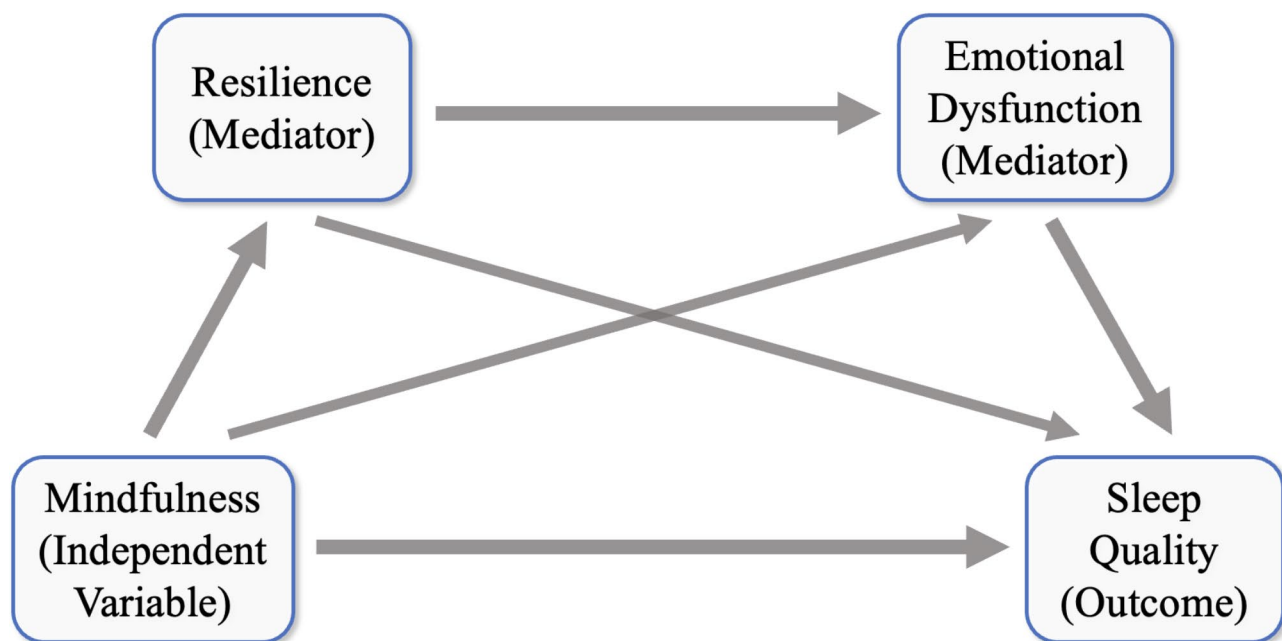 Resilience
(Mediator)
Emotional
Dysfunction
(Mediator)
Mindfulness
(Independent
Variable)
Sleep
Quality
(Outcome)